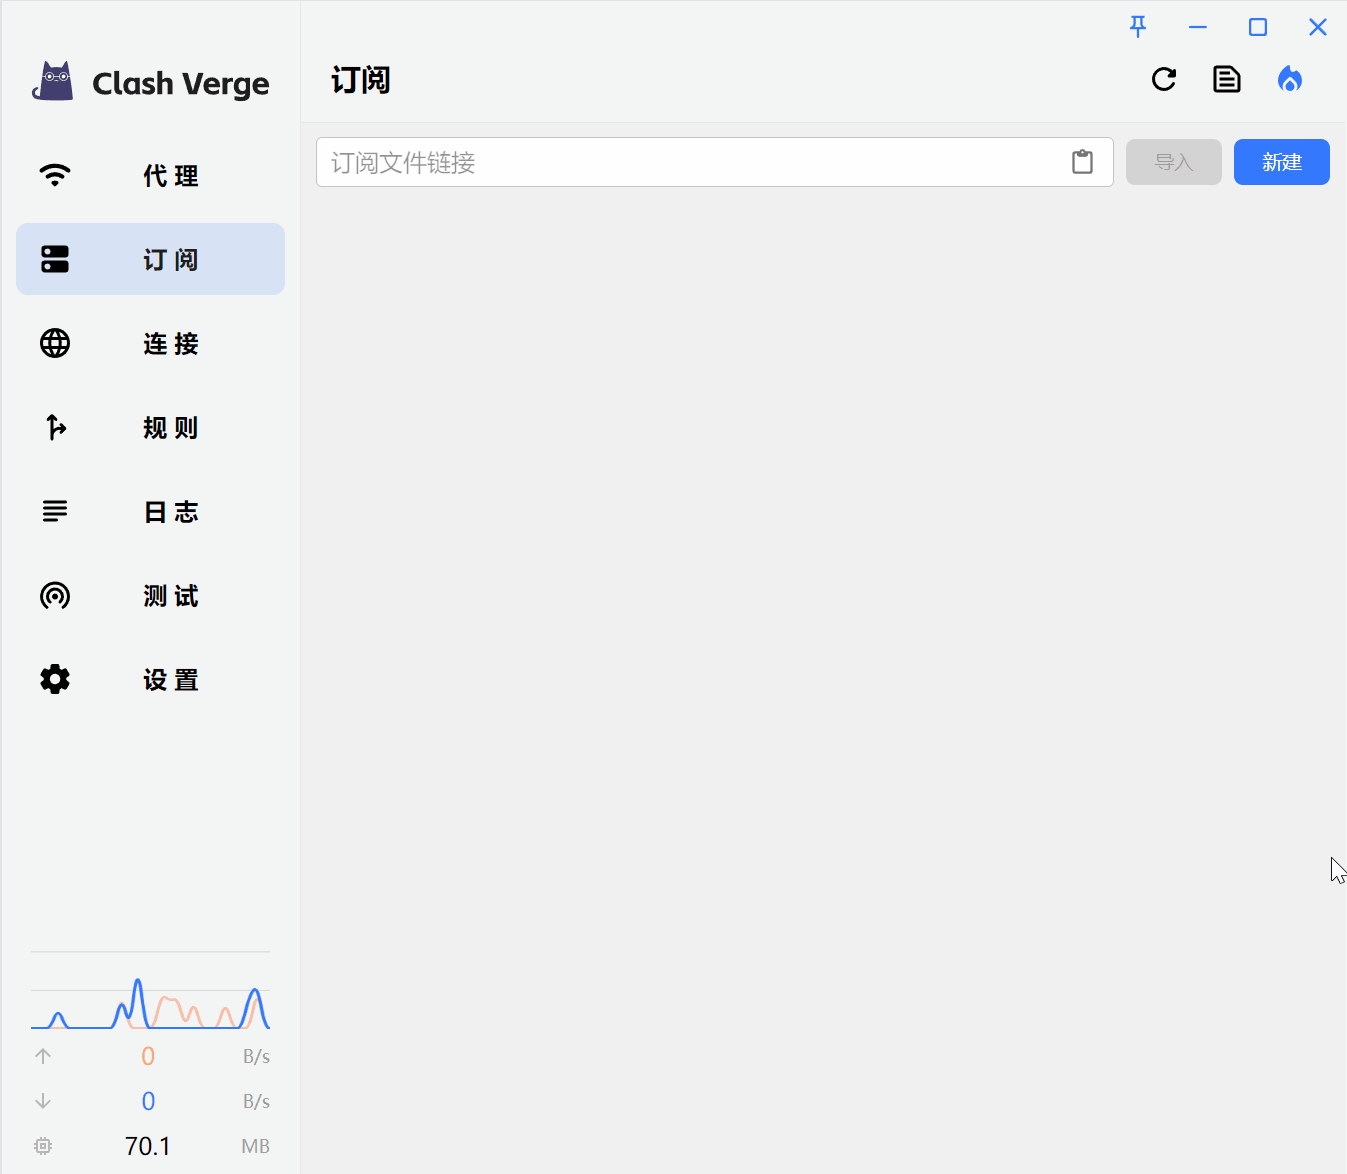 Clash Verge
代 理
订 阅
连 接
规 则
日 志
测 试
设 置
0 B/s
0 B/s
70.1 MB
订阅
订阅文件链接
导入
新建